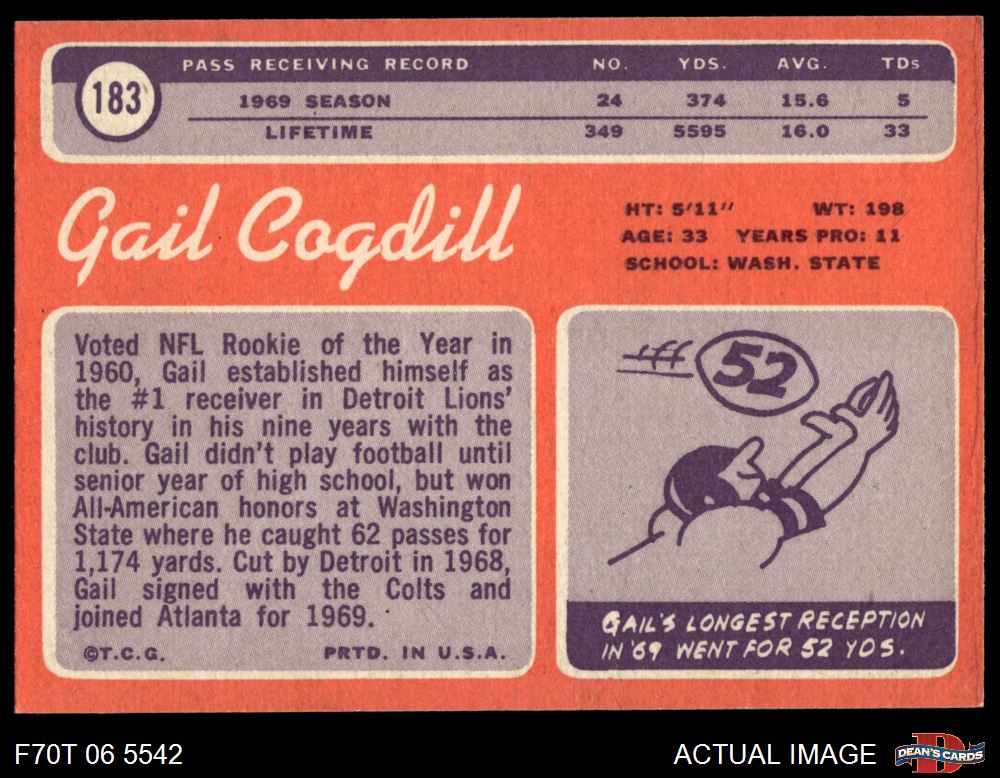 183
PASS RECEIVING RECORD NO. YDS. AVG. TDs
1969 SEASON 24 374 15.6 5
LIFETIME 349 5595 16.0 33
Gail Cogdill
HT: 5'11" WT: 198
AGE: 33 YEARS PRO: 11
SCHOOL: WASH. STATE
Voted NFL Rookie of the Year in
1960, Gail established himself as
the #1 receiver in Detroit Lions'
history in his nine years with the
club. Gail didn't play football until
senior year of high school, but won
All-American honors at Washington
State where he caught 62 passes for
1,174 yards. Cut by Detroit in 1968,
Gail signed with the Colts and
joined Atlanta for 1969.
©T.C.G. PRTD. IN U.S.A.
52
GAIL'S LONGEST RECEPTION
IN '69 WENT FOR 52 YDS.
F70T 06 5542 ACTUAL IMAGE DEAN'S CARDS